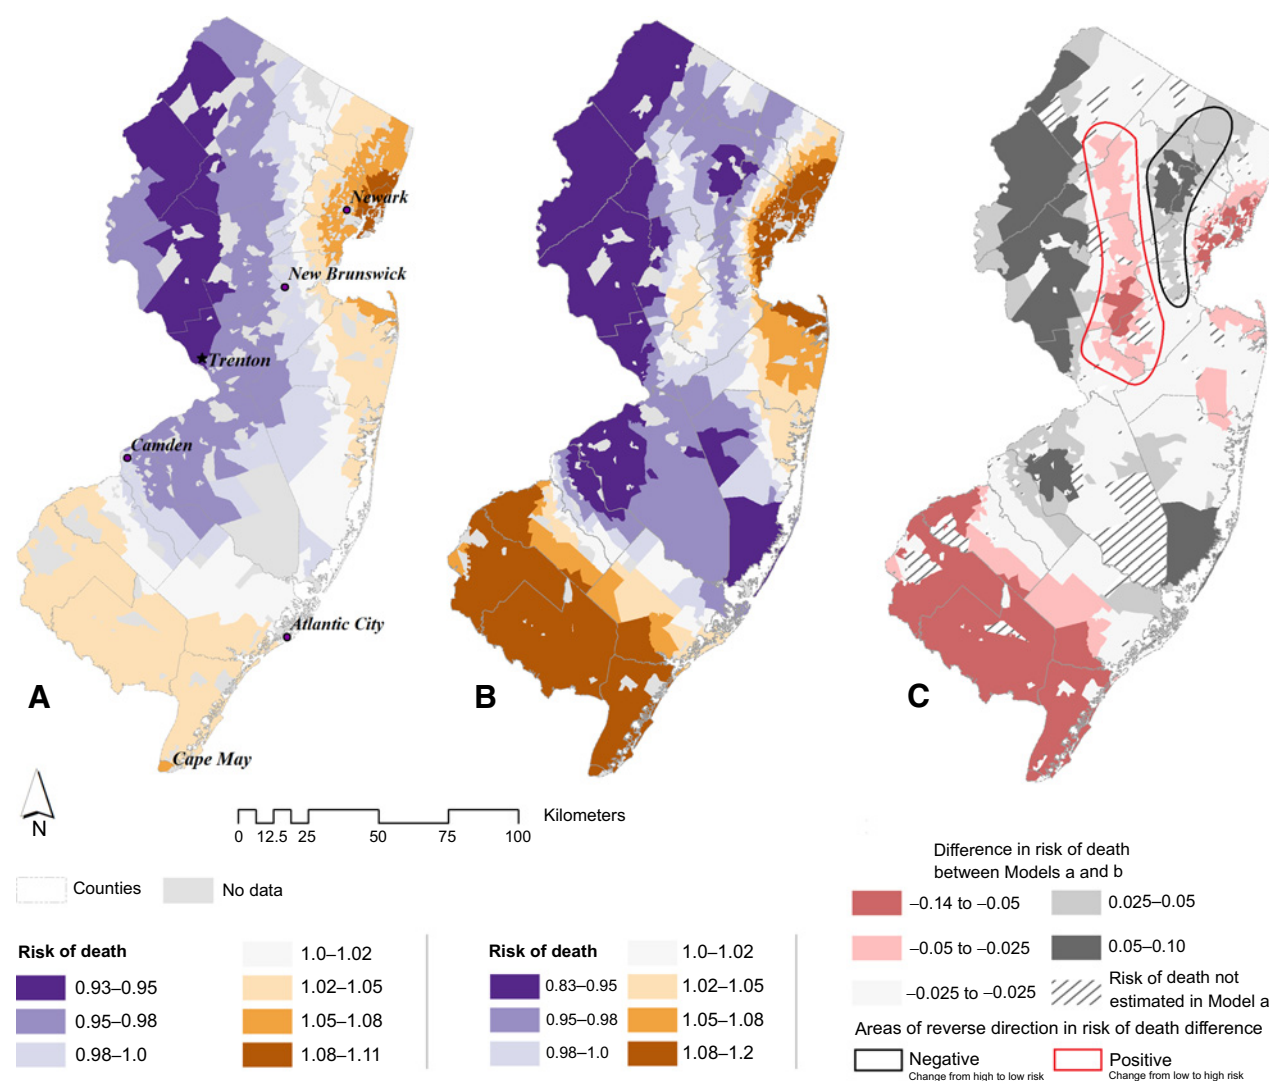 Newark
New Brunswick
Trenton
Camden
Atlantic City
Cape May
A
B
C
N
0 12.5 25 50 75 100
Kilometers
Counties
No data
Risk of death
0.93–0.95
0.95–0.98
0.98–1.0
1.0–1.02
1.02–1.05
1.05–1.08
1.08–1.11
Risk of death
0.83–0.95
0.95–0.98
0.98–1.0
1.0–1.02
1.02–1.05
1.05–1.08
1.08–1.2
Difference in risk of death
between Models a and b
–0.14 to –0.05
–0.05 to –0.025
–0.025 to –0.025
0.025–0.05
0.05–0.10
Risk of death not
estimated in Model a
Areas of reverse direction in risk of death difference
Negative
Change from high to low risk
Positive
Change from low to high risk